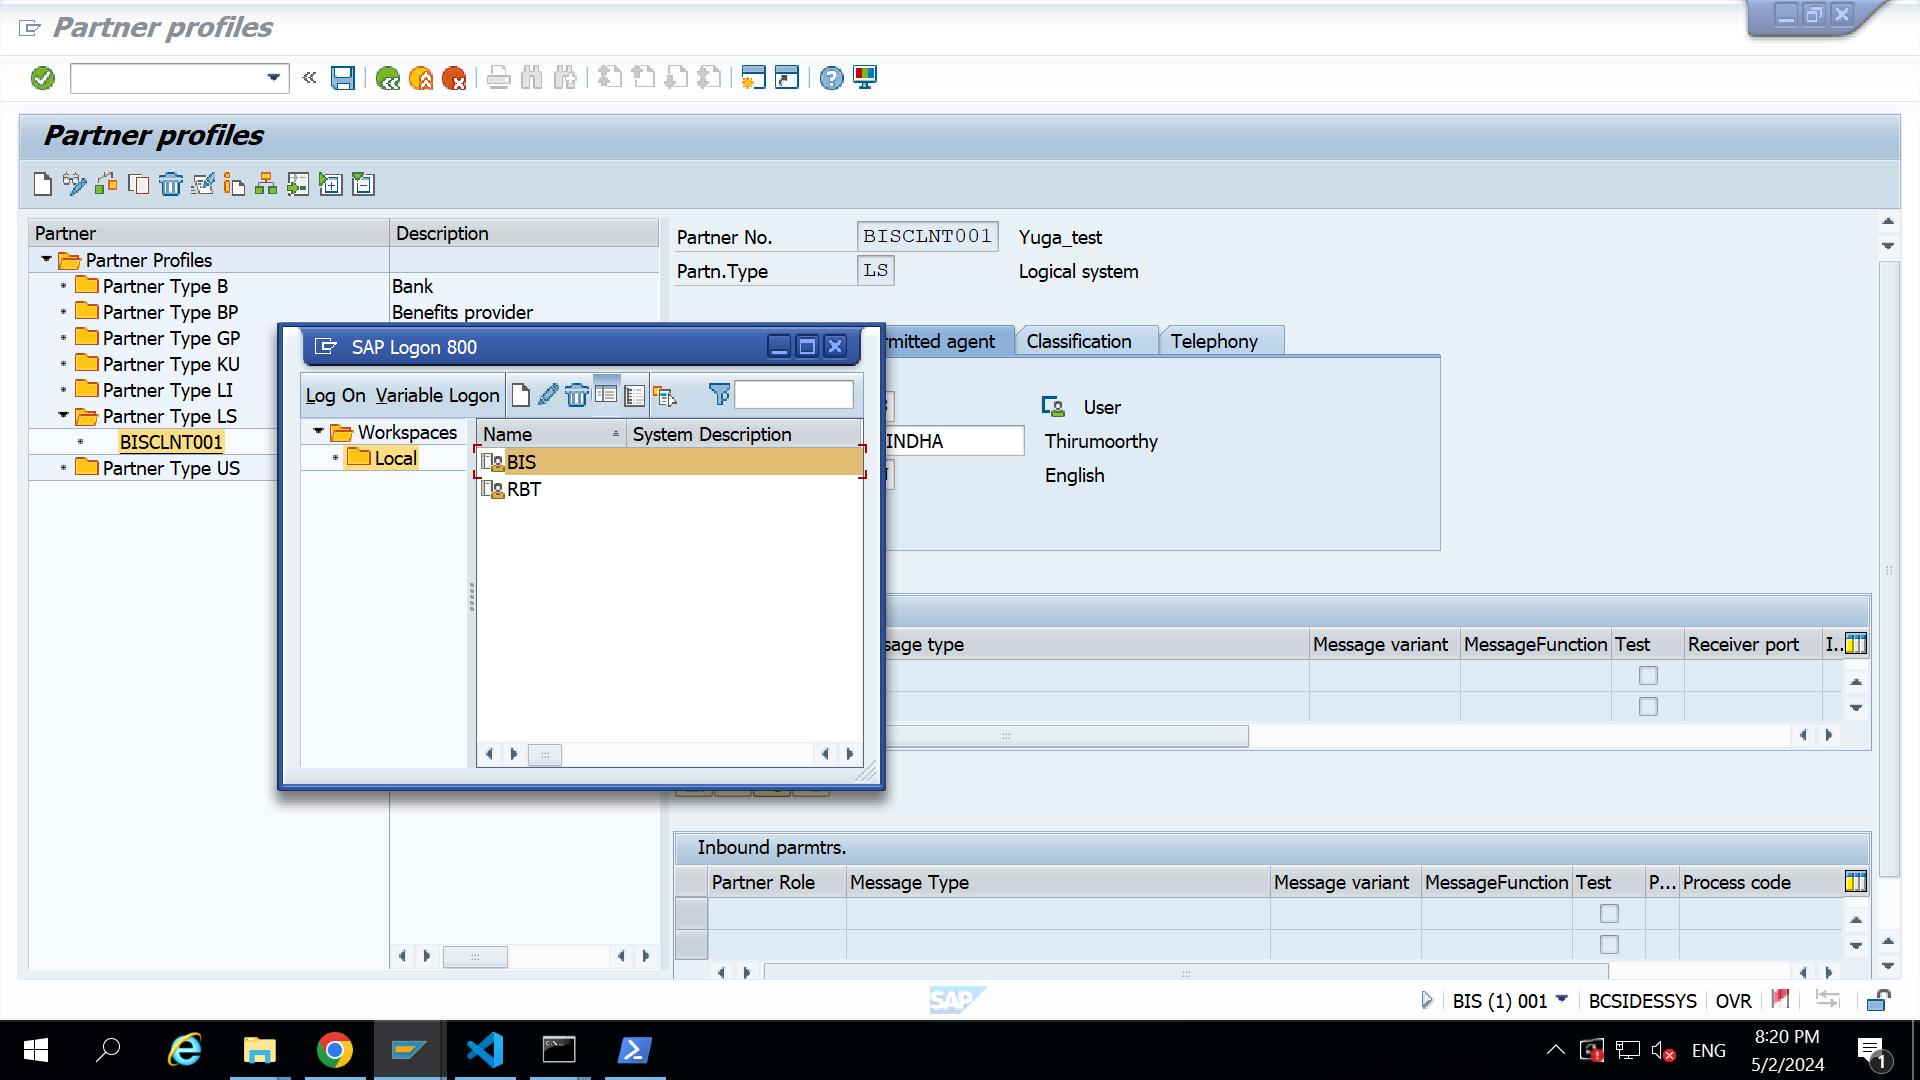 Partner profiles
Partner profiles
Partner
Description
Partner No.
BISCLNT001
Yuga_test
Partn.Type
LS
Logical system
Partner Profiles
Partner Type B
Bank
Partner Type BP
Benefits provider
Partner Type GP
Partner Type KU
Partner Type LI
Partner Type LS
BISCLNT001
Partner Type US
SAP Logon 800
Log On
Variable Logon
Workspaces
Local
Name
System Description
BIS
RBT
mitted agent
Classification
Telephony
User
INDHA
Thirumoorthy
English
sage type
Message variant
MessageFunction
Test
Receiver port
I..
Inbound parmtrs.
Partner Role
Message Type
Message variant
MessageFunction
Test
P...
Process code
SAP
BIS (1) 001
BCSIDESSYS
OVR
ENG
8:20 PM
5/2/2024
1